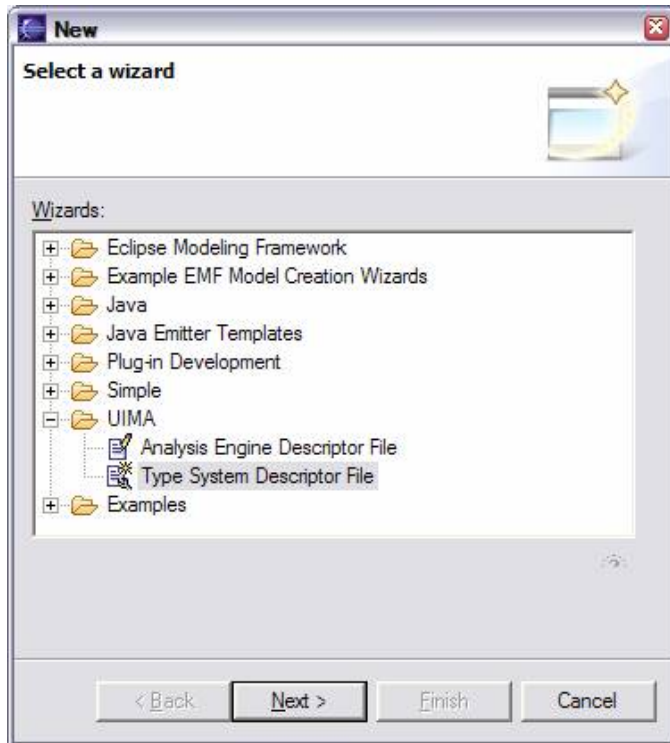 New
Select a wizard
Wizards:
Eclipse Modeling Framework
Example EMF Model Creation Wizards
Java
Java Emitter Templates
Plug-in Development
Simple
UIMA
Analysis Engine Descriptor File
Type System Descriptor File
Examples
< Back Next > Finish Cancel